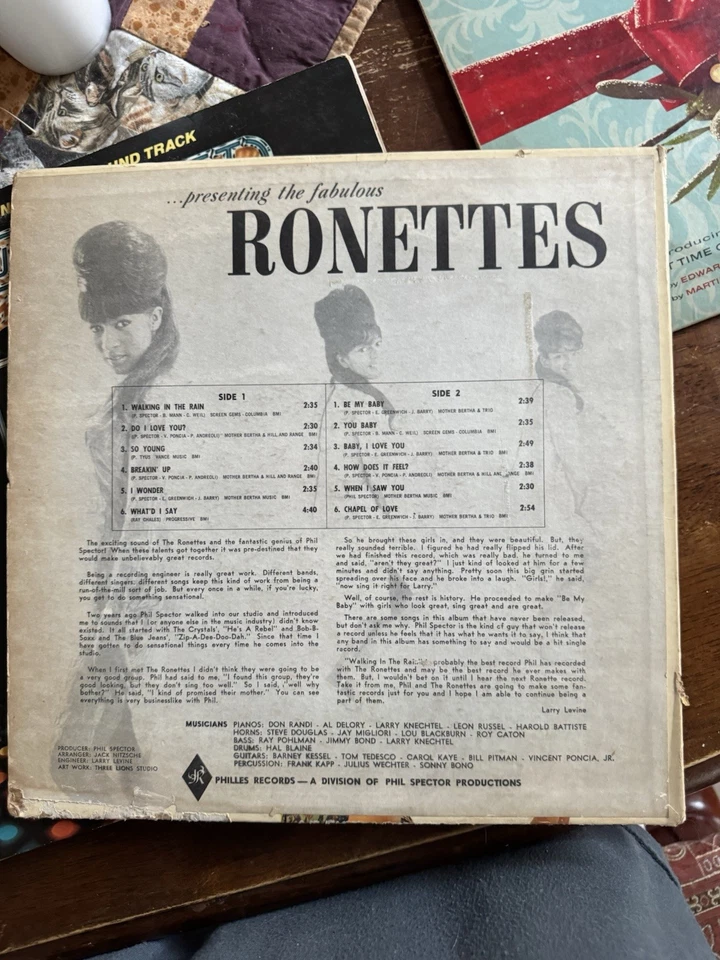 ND TRACK
roducin
T TIME O
by EDWAR
by MARTI
...presenting the fabulous
RONETTES
SIDE 1
1. WALKING IN THE RAIN 2:35
(P. SPECTOR - B. MANN - C. WEIL) SCREEN GEMS - COLUMBIA BMI
2. DO I LOVE YOU? 2:30
(P. SPECTOR - V. PONCIA - P. ANDREOLI) MOTHER BERTHA & HILL AND RANGE BMI
3. SO YOUNG 2:34
(P. TYUS VANCE MUSIC BMI
4. BREAKIN' UP 2:40
(P. SPECTOR - V. PONCIA - P. ANDREOLI) MOTHER BERTHA & HILL AND RANGE BMI
5. I WONDER 2:35
(P. SPECTOR - E. GREENWICH - J. BARRY) MOTHER BERTHA MUSIC BMI
6. WHAT'D I SAY 4:40
(RAY CHALES) PROGRESSIVE BMI
SIDE 2
1. BE MY BABY 2:39
(P. SPECTOR - E. GREENWICH - J. BARRY) MOTHER BERTHA & TRIO
2. YOU BABY 2:35
(P. SPECTOR - B. MANN - C. WEIL) SCREEN GEMS - COLUMBIA BMI
3. BABY, I LOVE YOU 2:49
(P. SPECTOR - E. GREENWICH - J. BARRY) MOTHER BERTHA & TRIO BMI
4. HOW DOES IT FEEL? 2:38
(P. SPECTOR - V. PONCIA - P. ANDREOLI) MOTHER BERTHA & HILL AND RANGE BMI
5. WHEN I SAW YOU 2:30
(PHIL SPECTOR) MOTHER BERTHA MUSIC BMI
6. CHAPEL OF LOVE 2:54
(P. SPECTOR - E. GREENWICH - J. BARRY) MOTHER BERTHA & TRIO BMI
The exciting sound of The Ronettes and the fantastic genius of Phil
Spector! When these talents got together it was pre-destined that they
would make unbelievably great records.
Being a recording engineer is really great work. Different bands,
different singers; different songs keep this kind of work from being a
run-of-the-mill sort of job. But every once in a while, if you're lucky,
you get to do something sensational.
Two years ago Phil Spector walked into our studio and introduced
me to sounds that I (or anyone else in the music industry) didn't know
existed. It all started with The Crystals', "He's A Rebel" and Bob-B-
Soxx and The Blue Jeans', "Zip-A-Dee-Doo-Dah." Since that time I
have gotten to do sensational things every time he comes into the
studio.
When I first met The Ronettes I didn't think they were going to be
a very good group. Phil had said to me, "I found this group, they're
good looking, but they don't sing too well." So I said, "well why
bother?" He said, "I kind of promised their mother." You can see
everything is very businesslike with Phil.
So he brought these girls in, and they were beautiful. But, they
really sounded terrible. I figured he had really flipped his lid. After
we had finished this record, which was really bad, he turned to me
and said, "aren't they great?" I just kind of looked at him for a few
minutes and didn't say anything. Pretty soon this big grin started
spreading over his face and he broke into a laugh. "Girls!," he said,
"now sing it right for Larry."
Well, of course, the rest is history. He proceeded to make "Be My
Baby" with girls who look great, sing great and are great.
There are some songs in this album that have never been released,
but don't ask me why. Phil Spector is the kind of guy that won't release
a record unless he feels that it has what he wants it to say, I think that
any band in this album has something to say and would be a hit single
record.
"Walking In The Rain" probably the best record Phil has recorded
with The Ronettes and may be the best record he ever makes with
them. But, I wouldn't bet on it until I hear the next Ronette record.
Take it from me, Phil and The Ronettes are going to make some fan-
tastic records just for you and I hope I am able to continue being a
part of them.
Larry Levine
MUSICIANS PIANOS: DON RANDI - AL DELORY - LARRY KNECHTEL - LEON RUSSEL - HAROLD BATTISTE
HORNS: STEVE DOUGLAS - JAY MIGLIORI - LOU BLACKBURN - ROY CATON
BASS: RAY POHLMAN - JIMMY BOND - LARRY KNECHTEL
DRUMS: HAL BLAINE
GUITARS: BARNEY KESSEL - TOM TEDESCO - CAROL KAYE - BILL PITMAN - VINCENT PONCIA, JR.
PERCUSSION: FRANK KAPP - JULIUS WECHTER - SONNY BONO
PRODUCER: PHIL SPECTOR
ARRANGER: JACK NITZSCHE
ENGINEER: LARRY LEVINE
ART WORK: THREE LIONS STUDIO
PHILLES RECORDS — A DIVISION OF PHIL SPECTOR PRODUCTIONS